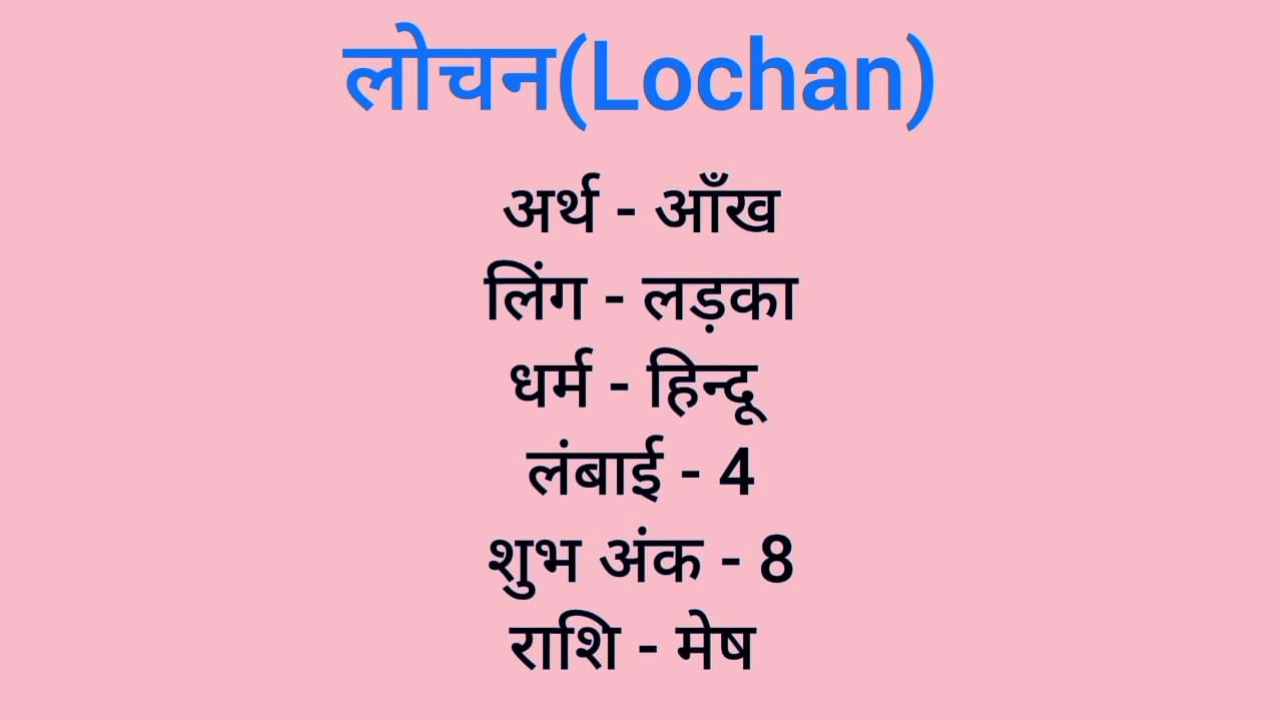 लोचन(Lochan)
अर्थ - आँख
लिंग - लड़का
धर्म - हिन्दू
लंबाई - 4
शुभ अंक - 8
राशि - मेष